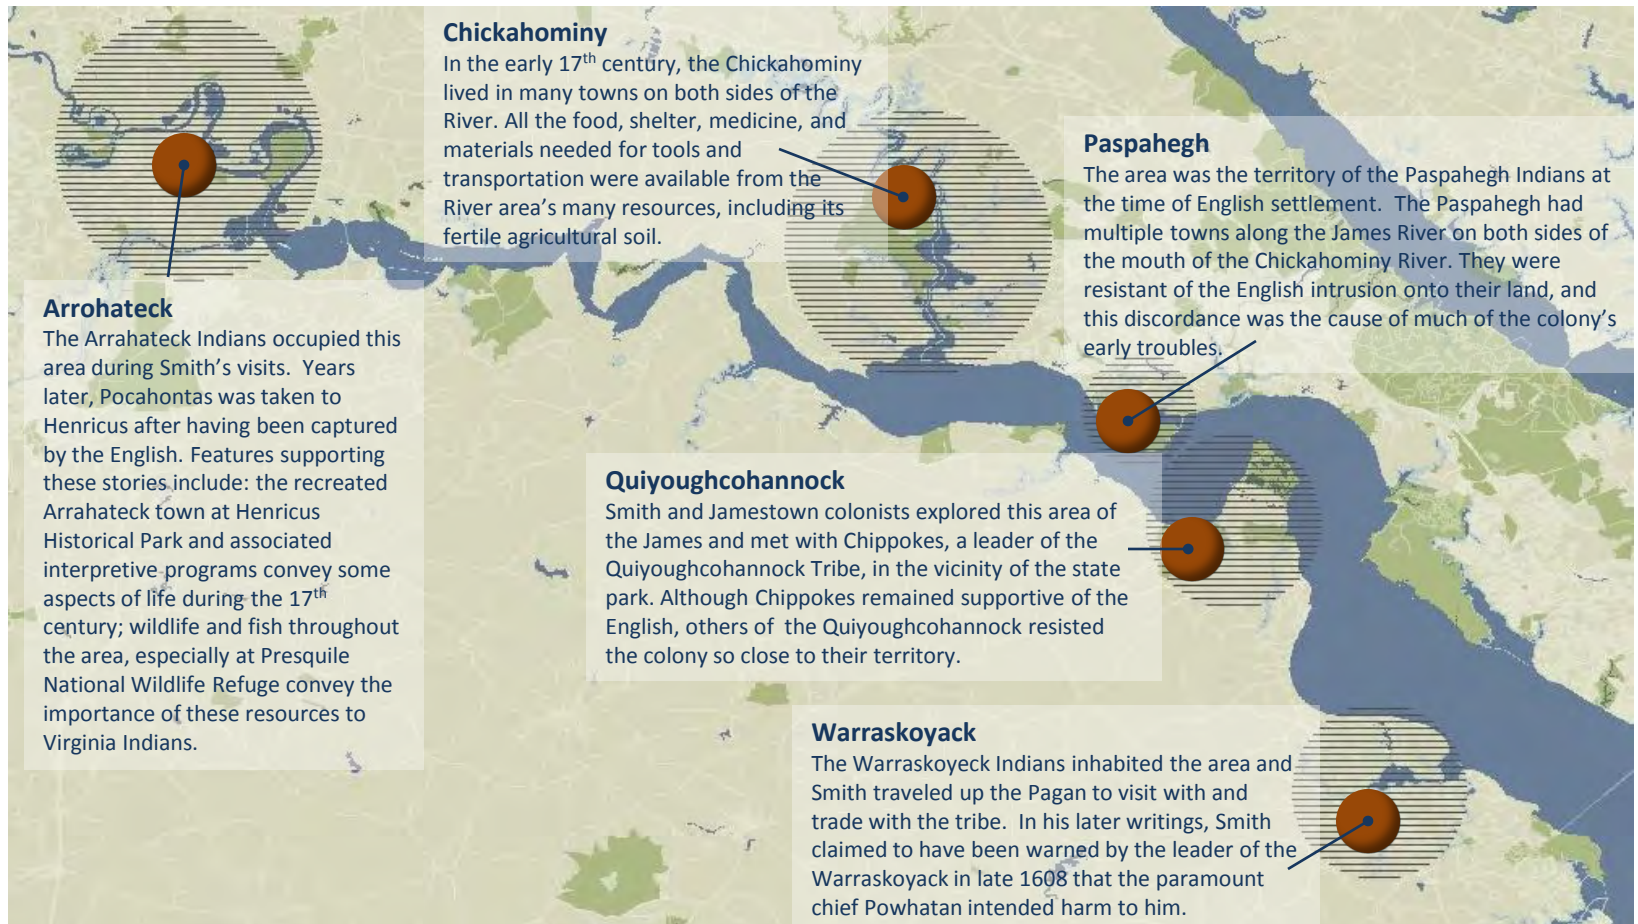 Chickahominy
In the early 17th century, the Chickahominy
lived in many towns on both sides of the
River. All the food, shelter, medicine, and
materials needed for tools and
transportation were available from the
River area’s many resources, including its
fertile agricultural soil.
Paspahegh
The area was the territory of the Paspahegh Indians at
the time of English settlement.  The Paspahegh had
multiple towns along the James River on both sides of
the mouth of the Chickahominy River. They were
resistant of the English intrusion onto their land, and
this discordance was the cause of much of the colony’s
early troubles.
Arrohateck
The Arrahateck Indians occupied this
area during Smith’s visits.  Years
later, Pocahontas was taken to
Henricus after having been captured
by the English. Features supporting
these stories include: the recreated
Arrahateck town at Henricus
Historical Park and associated
interpretive programs convey some
aspects of life during the 17th
century; wildlife and fish throughout
the area, especially at Presquile
National Wildlife Refuge convey the
importance of these resources to
Virginia Indians.
Quiyoughcohannock
Smith and Jamestown colonists explored this area of
the James and met with Chippokes, a leader of the
Quiyoughcohannock Tribe, in the vicinity of the state
park. Although Chippokes remained supportive of the
English, others of  the Quiyoughcohannock resisted
the colony so close to their territory.
Warraskoyack
The Warraskoyeck Indians inhabited the area and
Smith traveled up the Pagan to visit with and
trade with the tribe.  In his later writings, Smith
claimed to have been warned by the leader of the
Warraskoyack in late 1608 that the paramount
chief Powhatan intended harm to him.